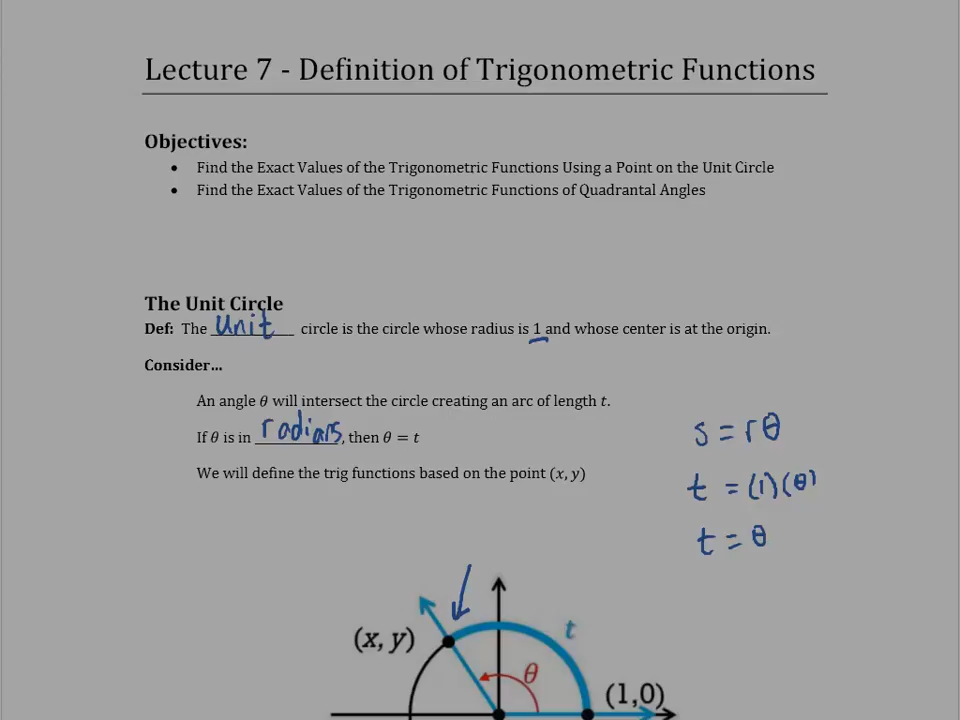 Lecture 7 - Definition of Trigonometric Functions
Objectives:
• Find the Exact Values of the Trigonometric Functions Using a Point on the Unit Circle
• Find the Exact Values of the Trigonometric Functions of Quadrantal Angles
The Unit Circle
Def: The unit circle is the circle whose radius is 1 and whose center is at the origin.
Consider…
An angle θ will intersect the circle creating an arc of length t.
If θ is in radians, then θ = t
s = rθ
We will define the trig functions based on the point (x, y)
t = (1)(θ)
t = θ
(x, y)
t
θ
(1,0)